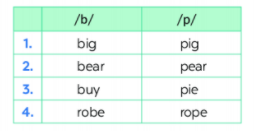 /b/ /p/
1. big pig
2. bear pear
3. buy pie
4. robe rope